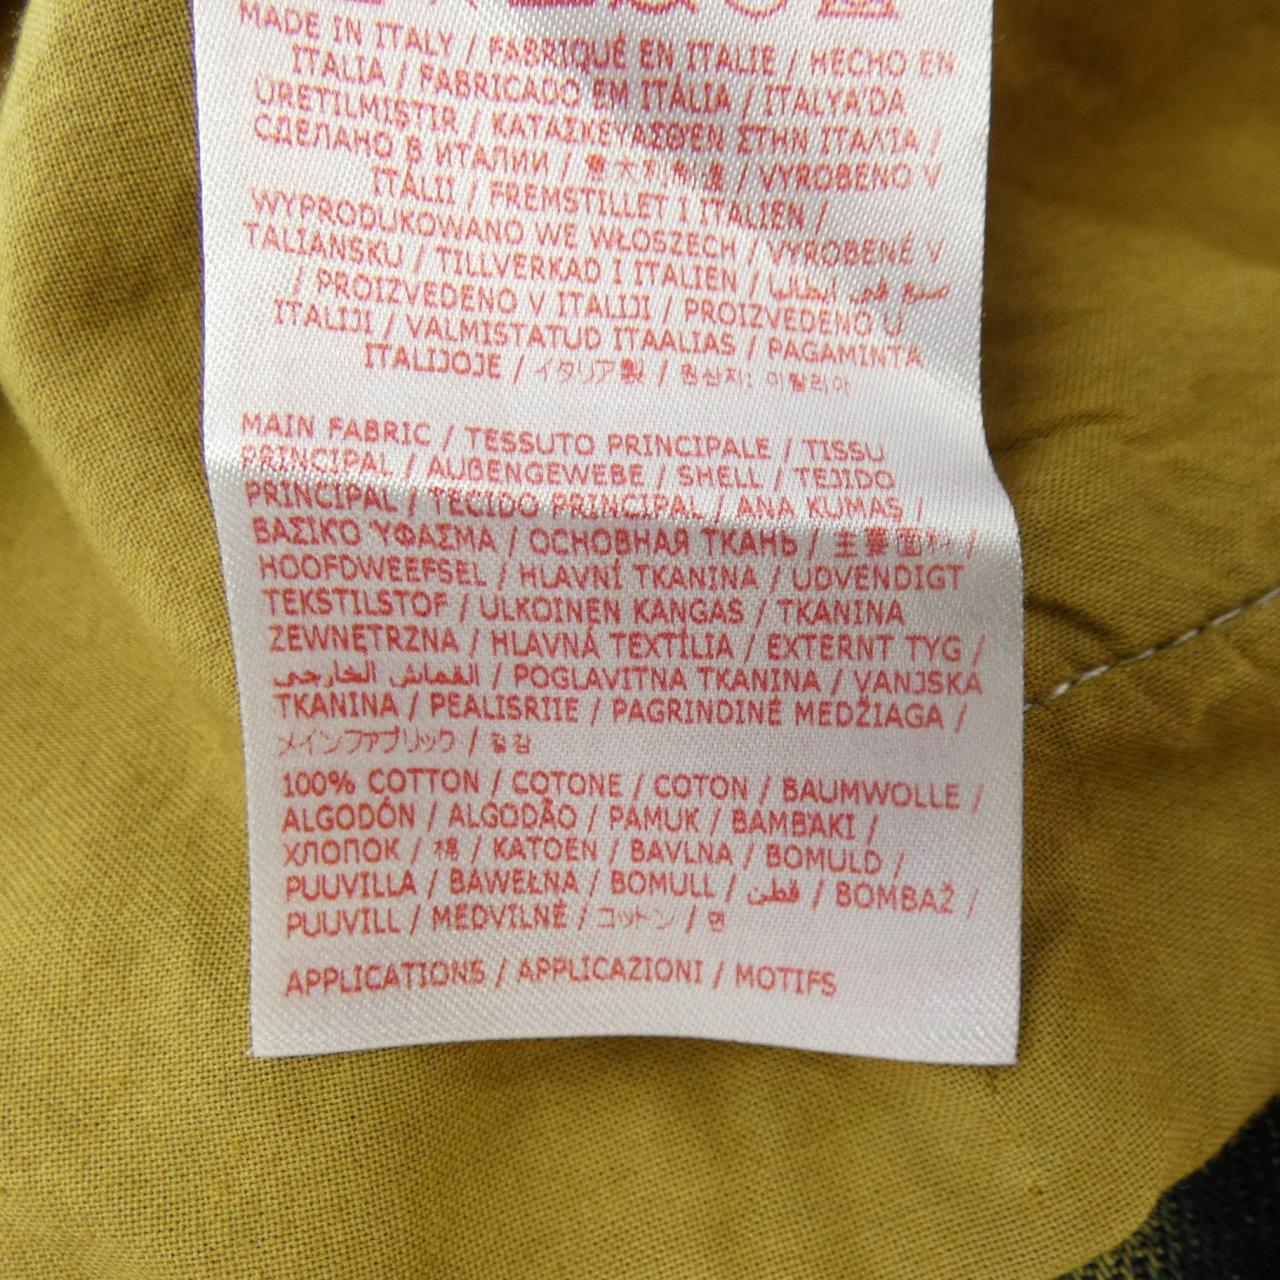 MADE IN ITALY / FABRIQUÉ EN ITALIE / HECHO EN
ITALIA / FABRICADO EM ITÁLIA / ITALYA'DA
ÜRETILMIŞTIR / ΚΑΤΑΣΚΕΥΑΣΘΕΝ ΣΤΗΝ ΙΤΑΛΊΑ /
СДЕЛАНО В ИТАЛИИ / 意大利制造 / VYROBENO V
ITÁLII / FREMSTILLET I ITALIEN /
WYPRODUKOWANO WE WŁOSZECH / VYROBENÉ V
TALIANSKU / TILLVERKAD I ITALIEN / صنع في ايطاليا
/ PROIZVEDENO V ITALIJI / PROIZVEDENO U
ITALIJI / VALMISTATUD ITAALIAS / PAGAMINTA
ITALIJOJE / イタリア製 / 원산지: 이탈리아
MAIN FABRIC / TESSUTO PRINCIPALE / TISSU
PRINCIPAL / AUßENGEWEBE / SHELL / TEJIDO
PRINCIPAL / TECIDO PRINCIPAL / ANA KUMAS /
ΒΑΣΙΚΟ ΎΦΑΣΜΑ / ОСНОВНАЯ ТКАНЬ / 主要面料 /
HOOFDWEEFSEL / HLAVNÍ TKANINA / UDVENDIGT
TEKSTILSTOF / ULKOINEN KANGAS / TKANINA
ZEWNĘTRZNA / HLAVNÁ TEXTÍLIA / EXTERNT TYG /
القماش الخارجي / POGLAVITNA TKANINA / VANJSKA
TKANINA / PEALISRIIE / PAGRINDINĖ MEDŽIAGA /
メインファブリック / 겉감
100% COTTON / COTONE / COTON / BAUMWOLLE /
ALGODÓN / ALGODÃO / PAMUK / ΒΑΜΒΆΚΙ /
ХЛОПОК / 棉 / KATOEN / BAVLNA / BOMULD /
PUUVILLA / BAWEŁNA / BOMULL / قطن / BOMBAŽ /
PUUVILL / MEDVILNĖ / コットン / 면
APPLICATIONS / APPLICAZIONI / MOTIFS